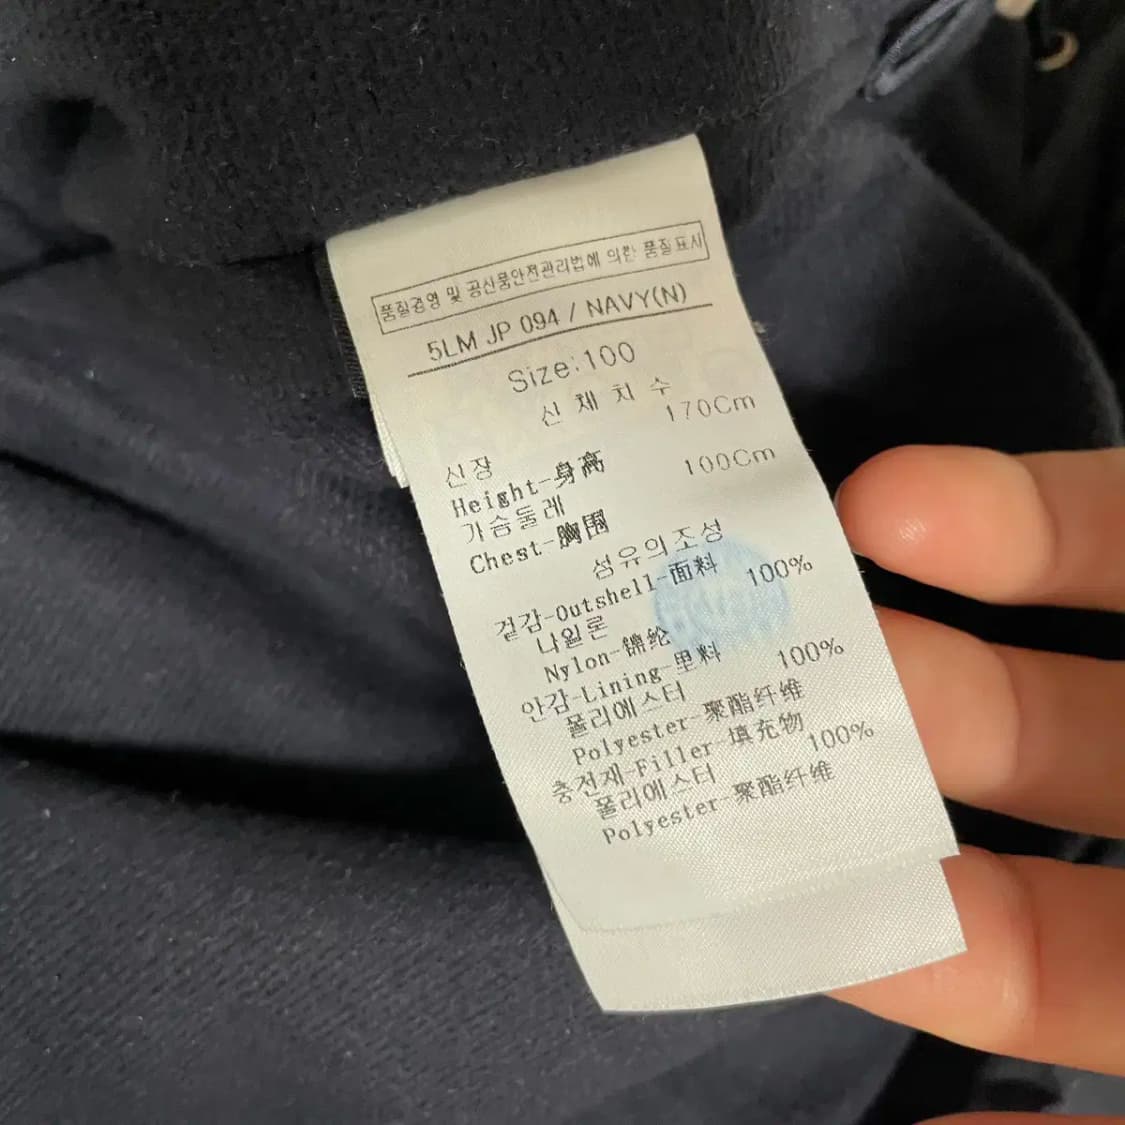 품질경영 및 공산품안전관리법에 의한 품질표시
5LM JP 094 / NAVY(N)
Size:100
신체치수
170Cm
신장
Height-身高
100Cm
가슴둘레
Chest-胸围
섬유의조성
겉감-Outshell-面料
100%
나일론
Nylon-锦纶
안감-Lining-里料
100%
폴리에스터
Polyester-聚酯纤维
충전재-Filler-填充物
100%
폴리에스터
Polyester-聚酯纤维